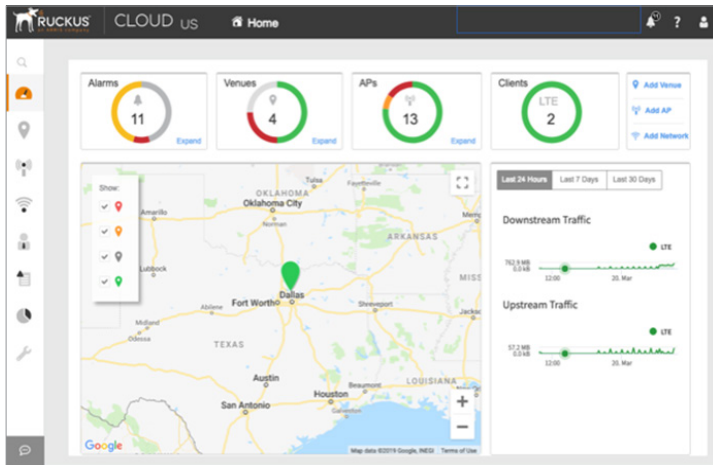 RUCKUS
CLOUD US
Home
?
Alarms
11
Expand
Venues
4
Expand
APs
13
Expand
Clients
LTE
2
Add Venue
Add AP
Add Network
Show:
Tulsa
Fayetteville
OKLAHOMA
Oklahoma City
Amarillo
Norman
ARKANSAS
Lubbock
Dallas
Fort Worth
Abilene
Shreveport
Midland
Odessa
TEXAS
Austin
San Antonio
Houston
Beaumont
LOUISIANA
Galveston
+
−
Google
Map data ©2019 Google, INEGI Terms of Use
Last 24 Hours
Last 7 Days
Last 30 Days
Downstream Traffic
LTE
762.9 MB
0.0 kB
12:00
20. Mar
Upstream Traffic
LTE
57.2 MB
0.0 kB
12:00
20. Mar